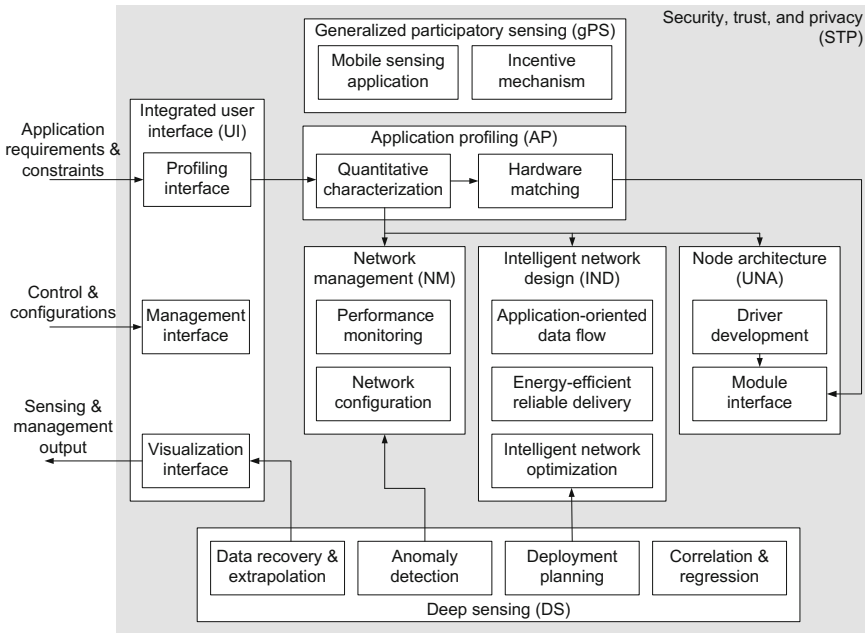 Security, trust, and privacy
(STP)
Generalized participatory sensing (gPS)
Mobile sensing
application
Incentive
mechanism
Application
requirements &
constraints
Integrated user
interface (UI)
Profiling
interface
Application profiling (AP)
Quantitative
characterization
Hardware
matching
Control &
configurations
Management
interface
Network
management (NM)
Performance
monitoring
Network
configuration
Intelligent network
design (IND)
Application-oriented
data flow
Energy-efficient
reliable delivery
Intelligent network
optimization
Node architecture
(UNA)
Driver
development
Module
interface
Sensing &
management
output
Visualization
interface
Data recovery &
extrapolation
Anomaly
detection
Deployment
planning
Correlation &
regression
Deep sensing (DS)